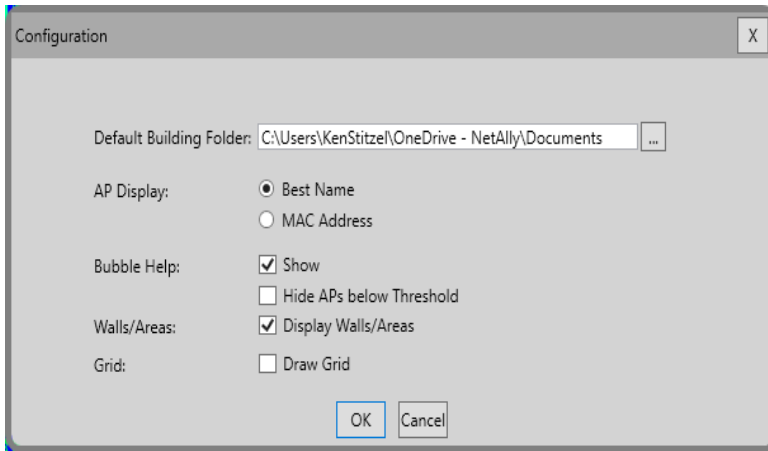 Configuration
X
Default Building Folder: C:\Users\KenStitzel\OneDrive - NetAlly\Documents ...
AP Display: Best Name
MAC Address
Bubble Help: Show
Hide APs below Threshold
Walls/Areas: Display Walls/Areas
Grid: Draw Grid
OK Cancel